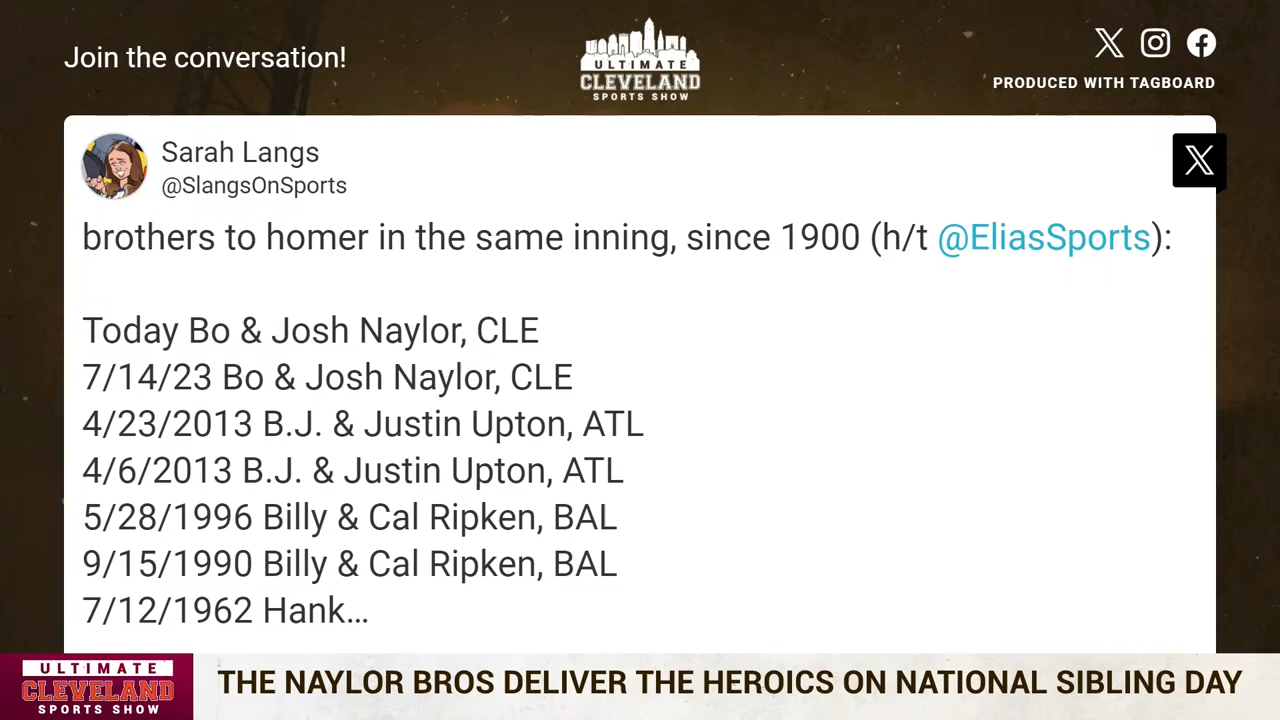 Join the conversation!
ULTIMATE
CLEVELAND
SPORTS SHOW
PRODUCED WITH TAGBOARD
Sarah Langs
@SlangsOnSports
brothers to homer in the same inning, since 1900 (h/t @EliasSports):
Today Bo & Josh Naylor, CLE
7/14/23 Bo & Josh Naylor, CLE
4/23/2013 B.J. & Justin Upton, ATL
4/6/2013 B.J. & Justin Upton, ATL
5/28/1996 Billy & Cal Ripken, BAL
9/15/1990 Billy & Cal Ripken, BAL
7/12/1962 Hank…
ULTIMATE
CLEVELAND
SPORTS SHOW
THE NAYLOR BROS DELIVER THE HEROICS ON NATIONAL SIBLING DAY